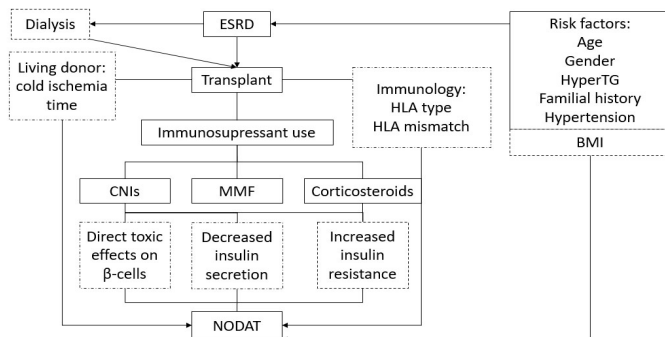 Dialysis
ESRD
Risk factors:
Age
Gender
HyperTG
Familial history
Hypertension
BMI
Living donor:
cold ischemia
time
Transplant
Immunology:
HLA type
HLA mismatch
Immunosupressant use
CNIs
MMF
Corticosteroids
Direct toxic
effects on
β-cells
Decreased
insulin
secretion
Increased
insulin
resistance
NODAT